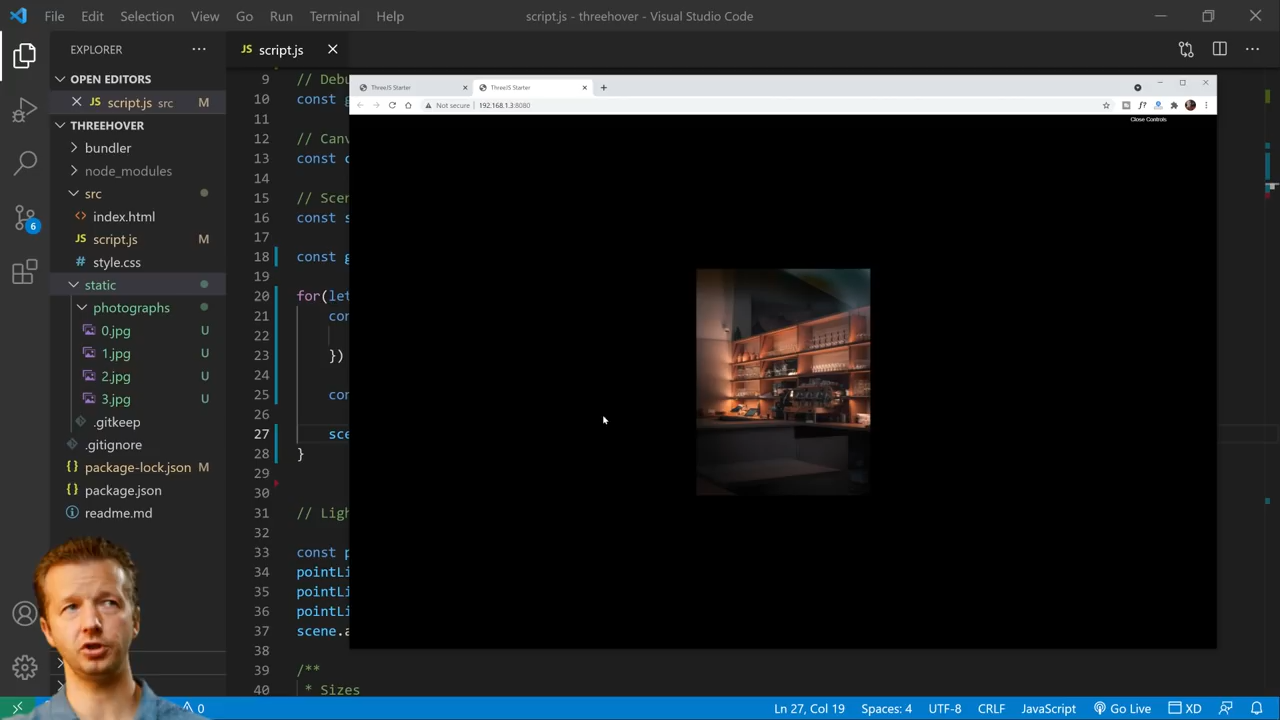 File Edit Selection View Go Run Terminal Help
script.js - threehover - Visual Studio Code
EXPLORER
OPEN EDITORS
script.js src M
THREEHOVER
bundler
node_modules
src
index.html
script.js M
style.css
static
photographs
0.jpg U
1.jpg U
2.jpg U
3.jpg U
.gitkeep
.gitignore
package-lock.json M
package.json
readme.md
6
JS script.js
9 // Debu
10 const g
11
12 // Canv
13 const c
14
15 // Scen
16 const s
17
18 const g
19
20 for(let
21 con
22
23 })
24
25 con
26
27 sce
28 }
29
30
31 // Ligh
32
33 const p
34 pointLi
35 pointLi
36 pointLi
37 scene.a
38
39 /**
40 * Sizes
ThreeJS Starter
ThreeJS Starter
Not secure 192.168.1.3:8080
Close Controls
0 Ln 27, Col 19 Spaces: 4 UTF-8 CRLF JavaScript Go Live XD